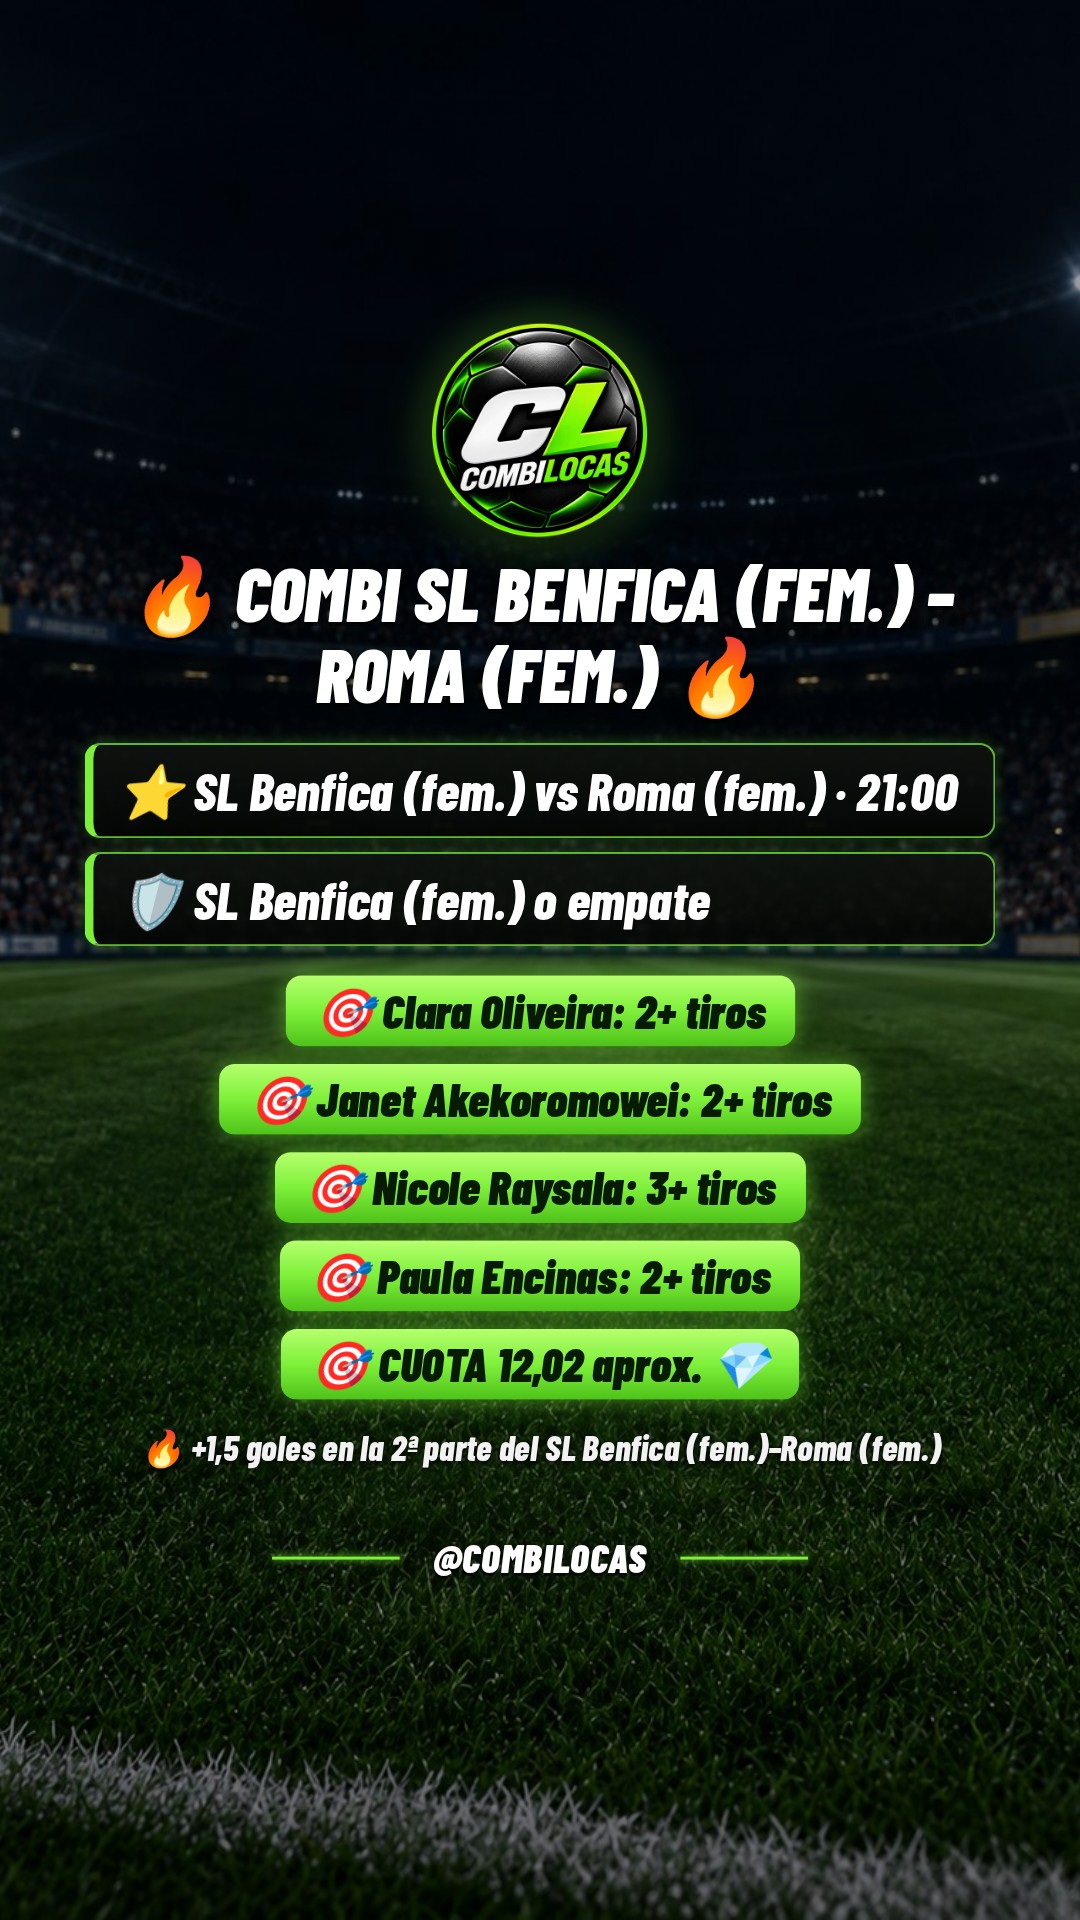 CL
COMBILOCAS
🔥 COMBI SL BENFICA (FEM.) –
ROMA (FEM.) 🔥
⭐ SL Benfica (fem.) vs Roma (fem.) · 21:00
🛡️ SL Benfica (fem.) o empate
🎯 Clara Oliveira: 2+ tiros
🎯 Janet Akekoromowei: 2+ tiros
🎯 Nicole Raysala: 3+ tiros
🎯 Paula Encinas: 2+ tiros
🎯 CUOTA 12,02 aprox. 💎
🔥 +1,5 goles en la 2ª parte del SL Benfica (fem.)–Roma (fem.)
@COMBILOCAS